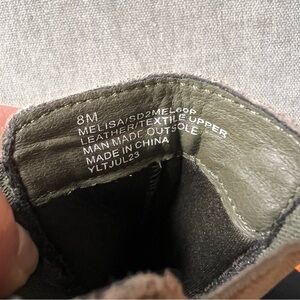 8M
MELISA/SD2MEL60P
LEATHER/TEXTILE UPPER
MAN MADE OUTSOLE
MADE IN CHINA
YLTJUL23